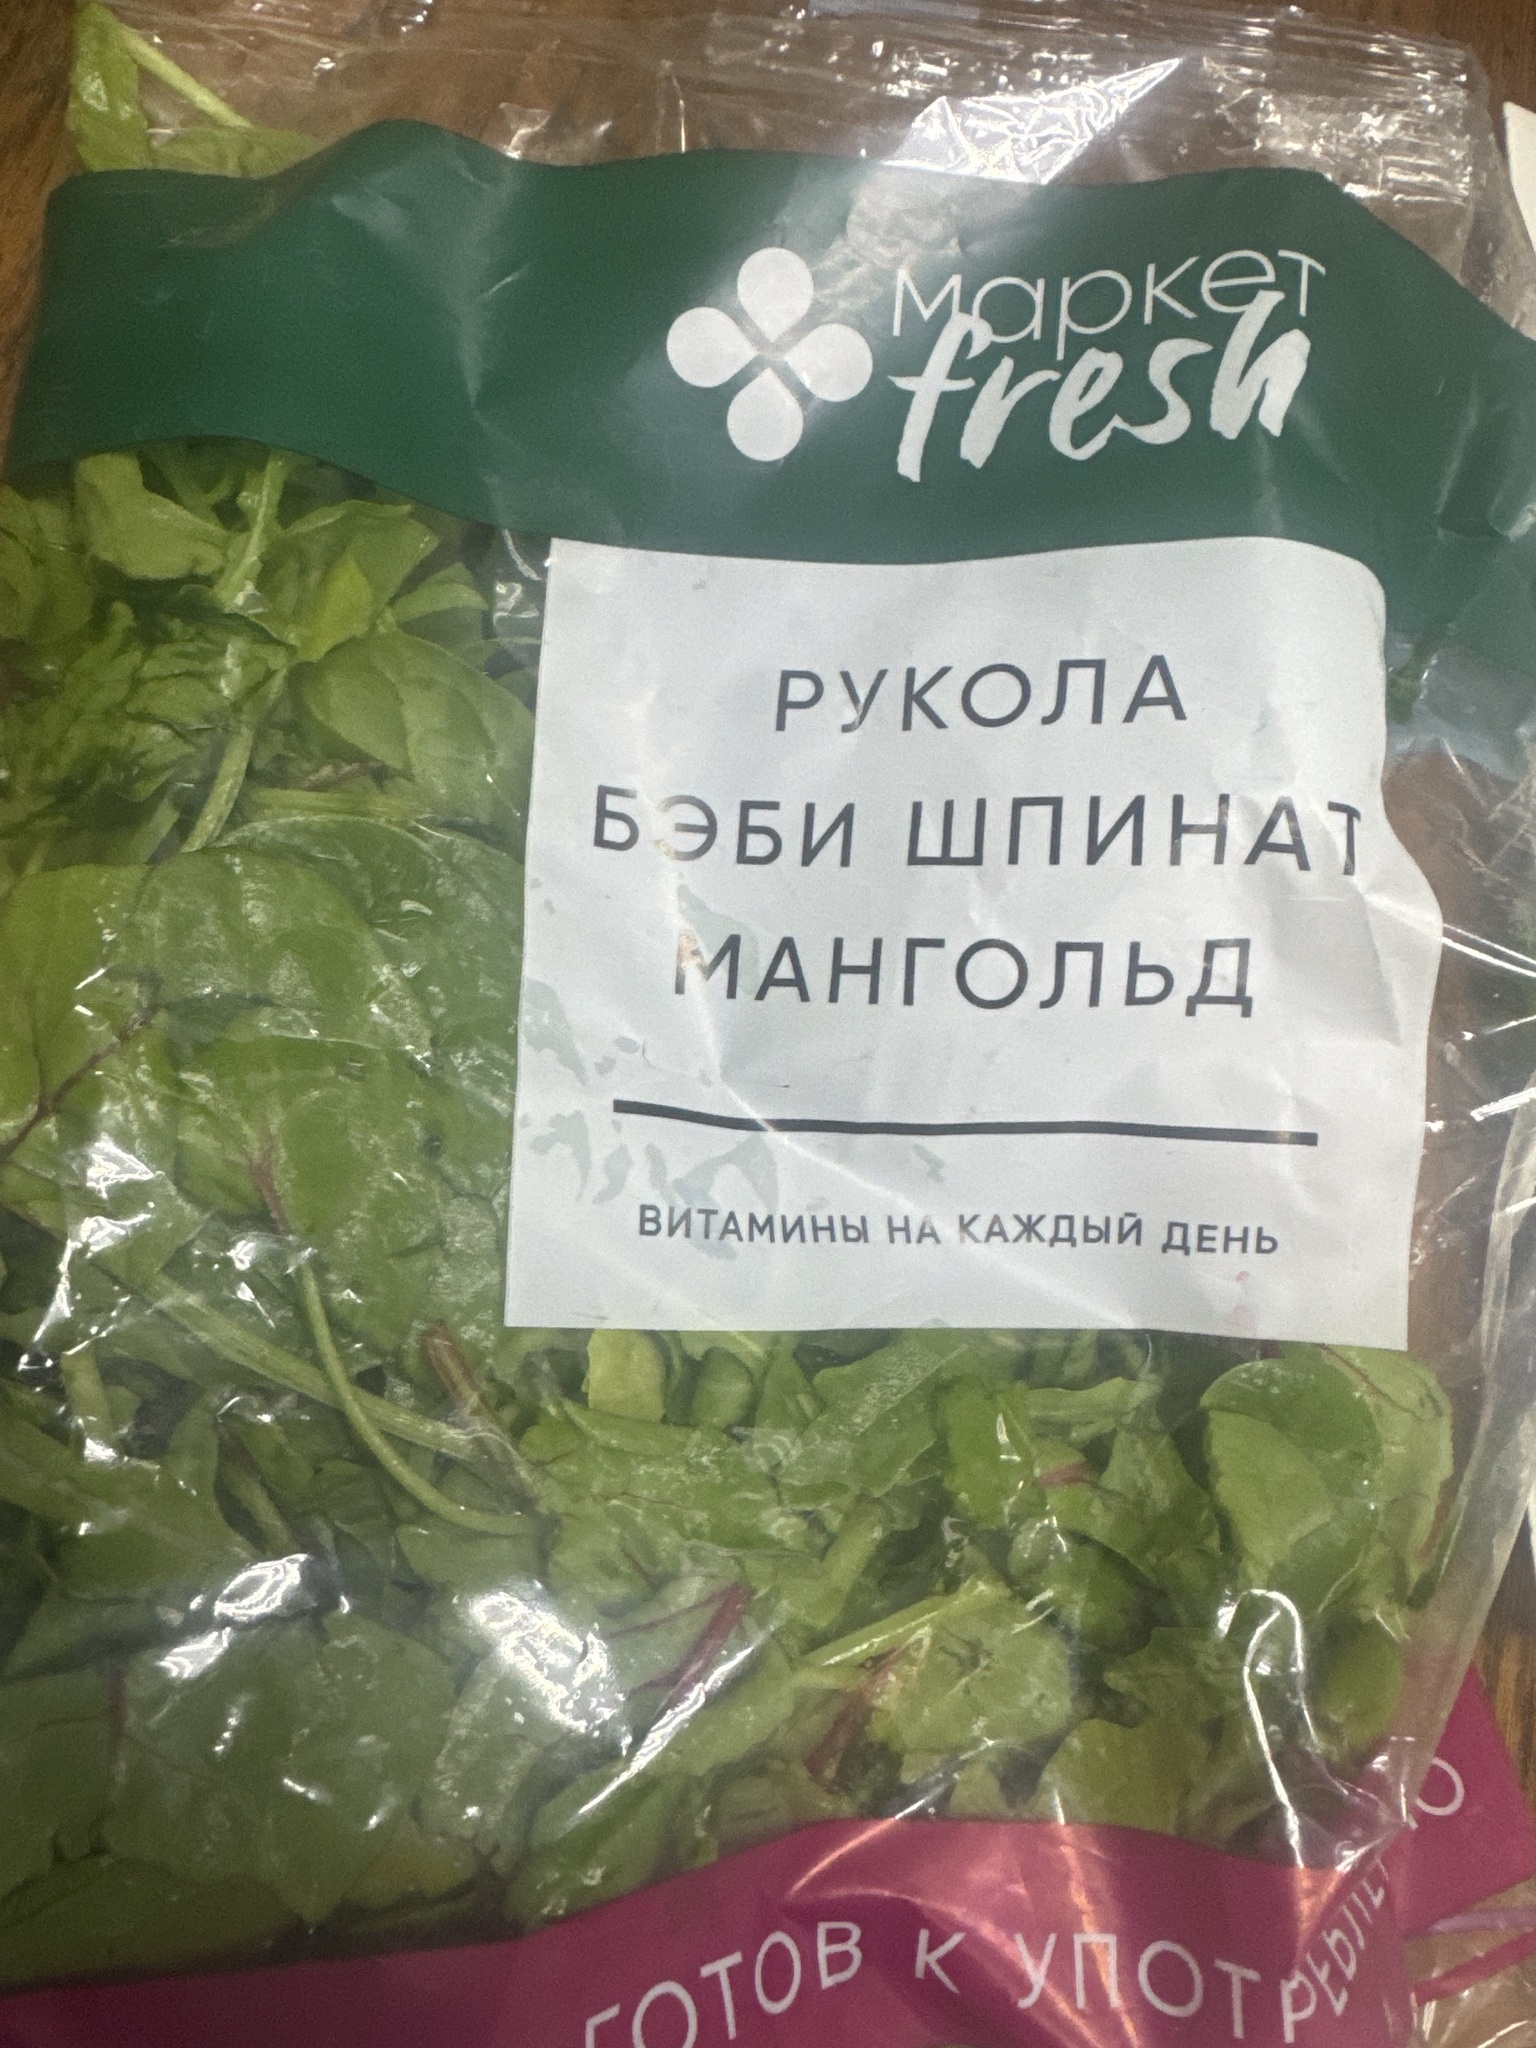 маркет
fresh
РУКОЛА
БЭБИ ШПИНАТ
МАНГОЛЬД
ВИТАМИНЫ НА КАЖДЫЙ ДЕНЬ
ГОТОВ К УПОТРЕБЛЕНИЮ